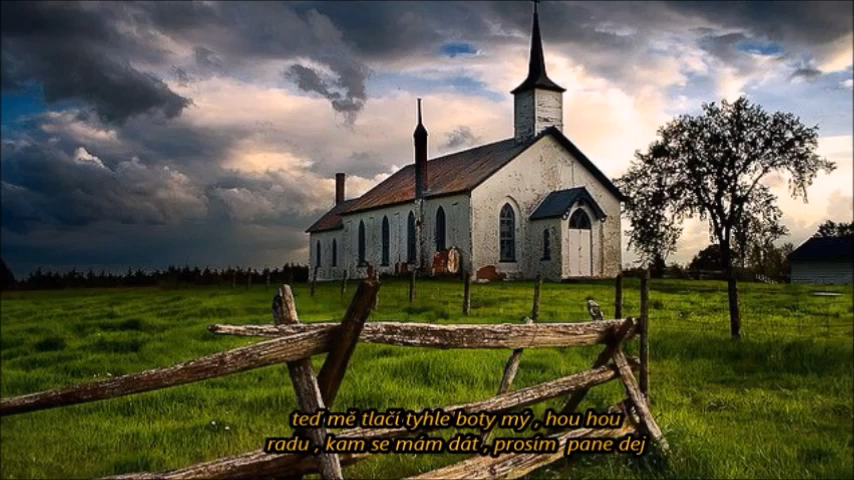 teď mě tlačí tyhle boty mý , hou hou
radu , kam se mám dát , prosím pane dej